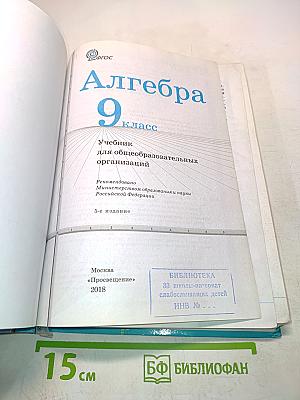 ФГОС
Алгебра
9 класс
Учебник
для общеобразовательных
организаций
Рекомендовано
Министерством образования и науки
Российской Федерации
5-е издание
Москва
«Просвещение»
2018
БИБЛИОТЕКА
33 школы-интернат
слабослышащих детей
ИНВ №
15 см
БФ БИБЛИОФАН